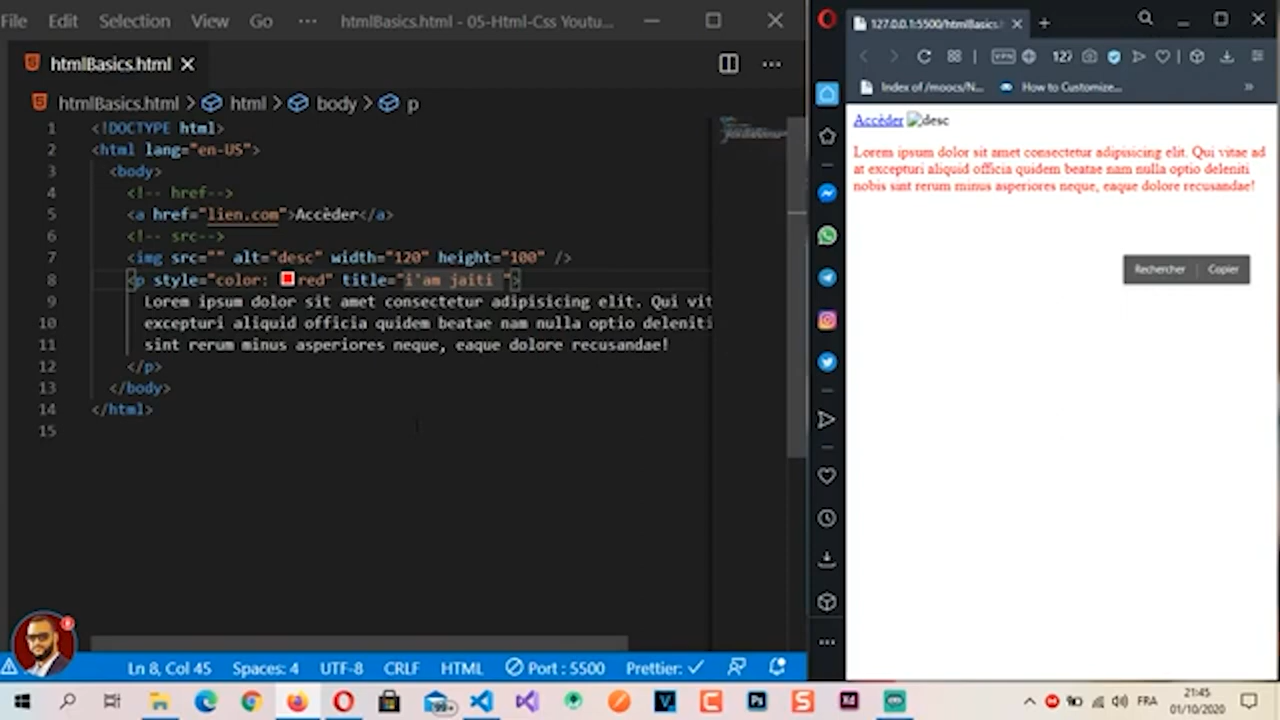 File Edit Selection View Go ··· htmlBasics.html - 05-Html-Css Youtu...
htmlBasics.html
htmlBasics.html > html > body > p
1 <!DOCTYPE html>
2 <html lang="en-US">
3 <body>
4 <!-- href-->
5 <a href="lien.com">Accèder</a>
6 <!-- src-->
7 <img src="" alt="desc" width="120" height="100" />
8 <p style="color: red" title="i'am jaiti ">
9 Lorem ipsum dolor sit amet consectetur adipisicing elit. Qui vit
10 excepturi aliquid officia quidem beatae nam nulla optio deleniti
11 sint rerum minus asperiores neque, eaque dolore recusandae!
12 </p>
13 </body>
14 </html>
15
Ln 8, Col 45 Spaces: 4 UTF-8 CRLF HTML Port : 5500 Prettier: ✓
127.0.0.1:5500/htmlBasics.
VPN 127
Index of /moocs/N... How to Customize... »
Accèder desc
Lorem ipsum dolor sit amet consectetur adipisicing elit. Qui vitae ad
at excepturi aliquid officia quidem beatae nam nulla optio deleniti
nobis sint rerum minus asperiores neque, eaque dolore recusandae!
Rechercher Copier
99+ V Ps S Xd FRA 21:45
01/10/2020